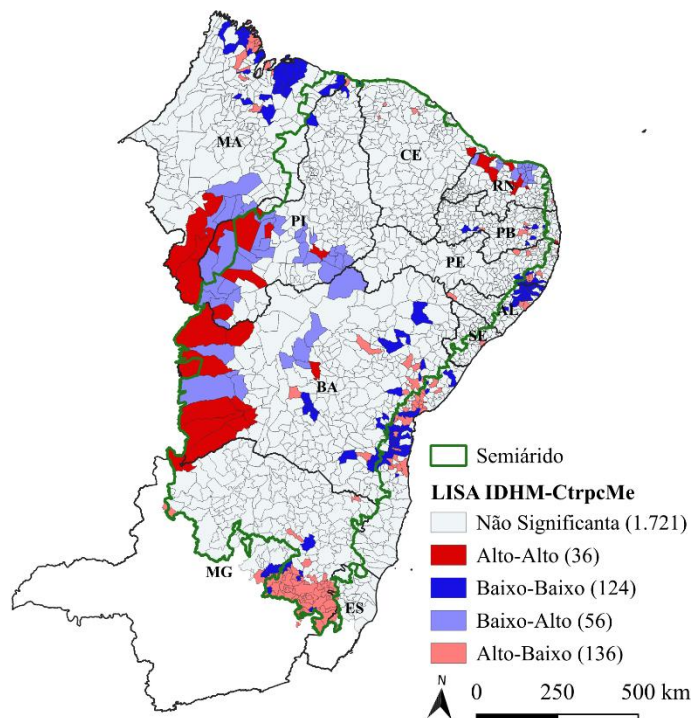 MA
CE
RN
PI
PB
PE
AL
SE
BA
Semiárido
LISA IDHM-CtrpcMe
Não Significanta (1.721)
Alto-Alto (36)
Baixo-Baixo (124)
Baixo-Alto (56)
Alto-Baixo (136)
MG
ES
N
0 250 500 km